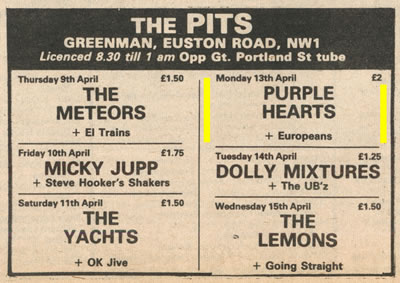 THE PITS
GREENMAN, EUSTON ROAD, NW1
Licenced 8.30 till 1 am Opp Gt. Portland St tube
Thursday 9th April £1.50
THE
METEORS
+ El Trains
Friday 10th April £1.75
MICKY JUPP
+ Steve Hooker's Shakers
Saturday 11th April £1.50
THE
YACHTS
+ OK Jive
Monday 13th April £2
PURPLE
HEARTS
+ Europeans
Tuesday 14th April £1.25
DOLLY MIXTURES
+ The UB'z
Wednesday 15th April £1.50
THE
LEMONS
+ Going Straight